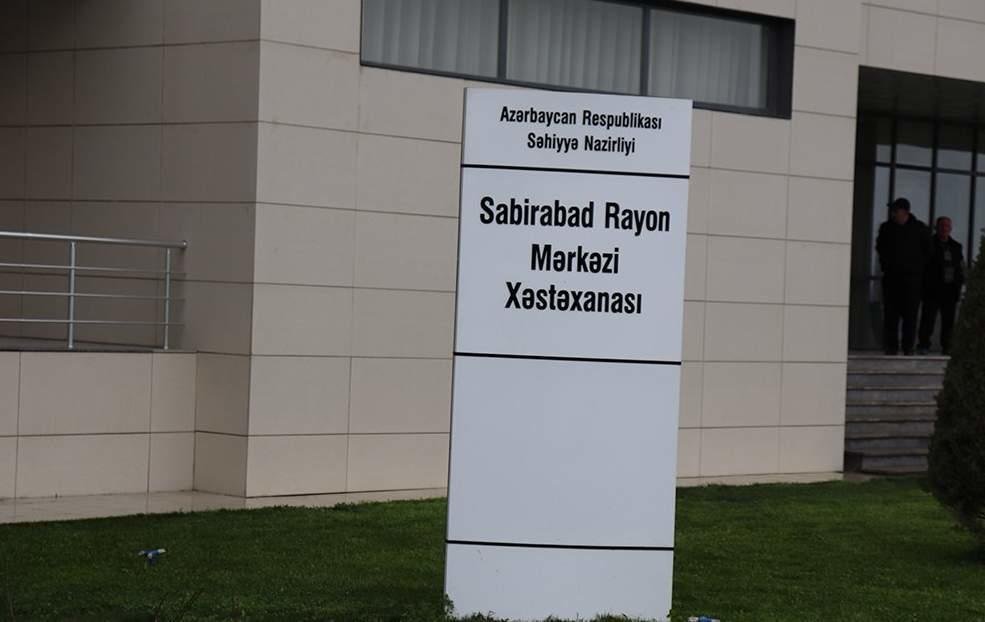 Azərbaycan Respublikası
Səhiyyə Nazirliyi
Sabirabad Rayon
Mərkəzi
Xəstəxanası